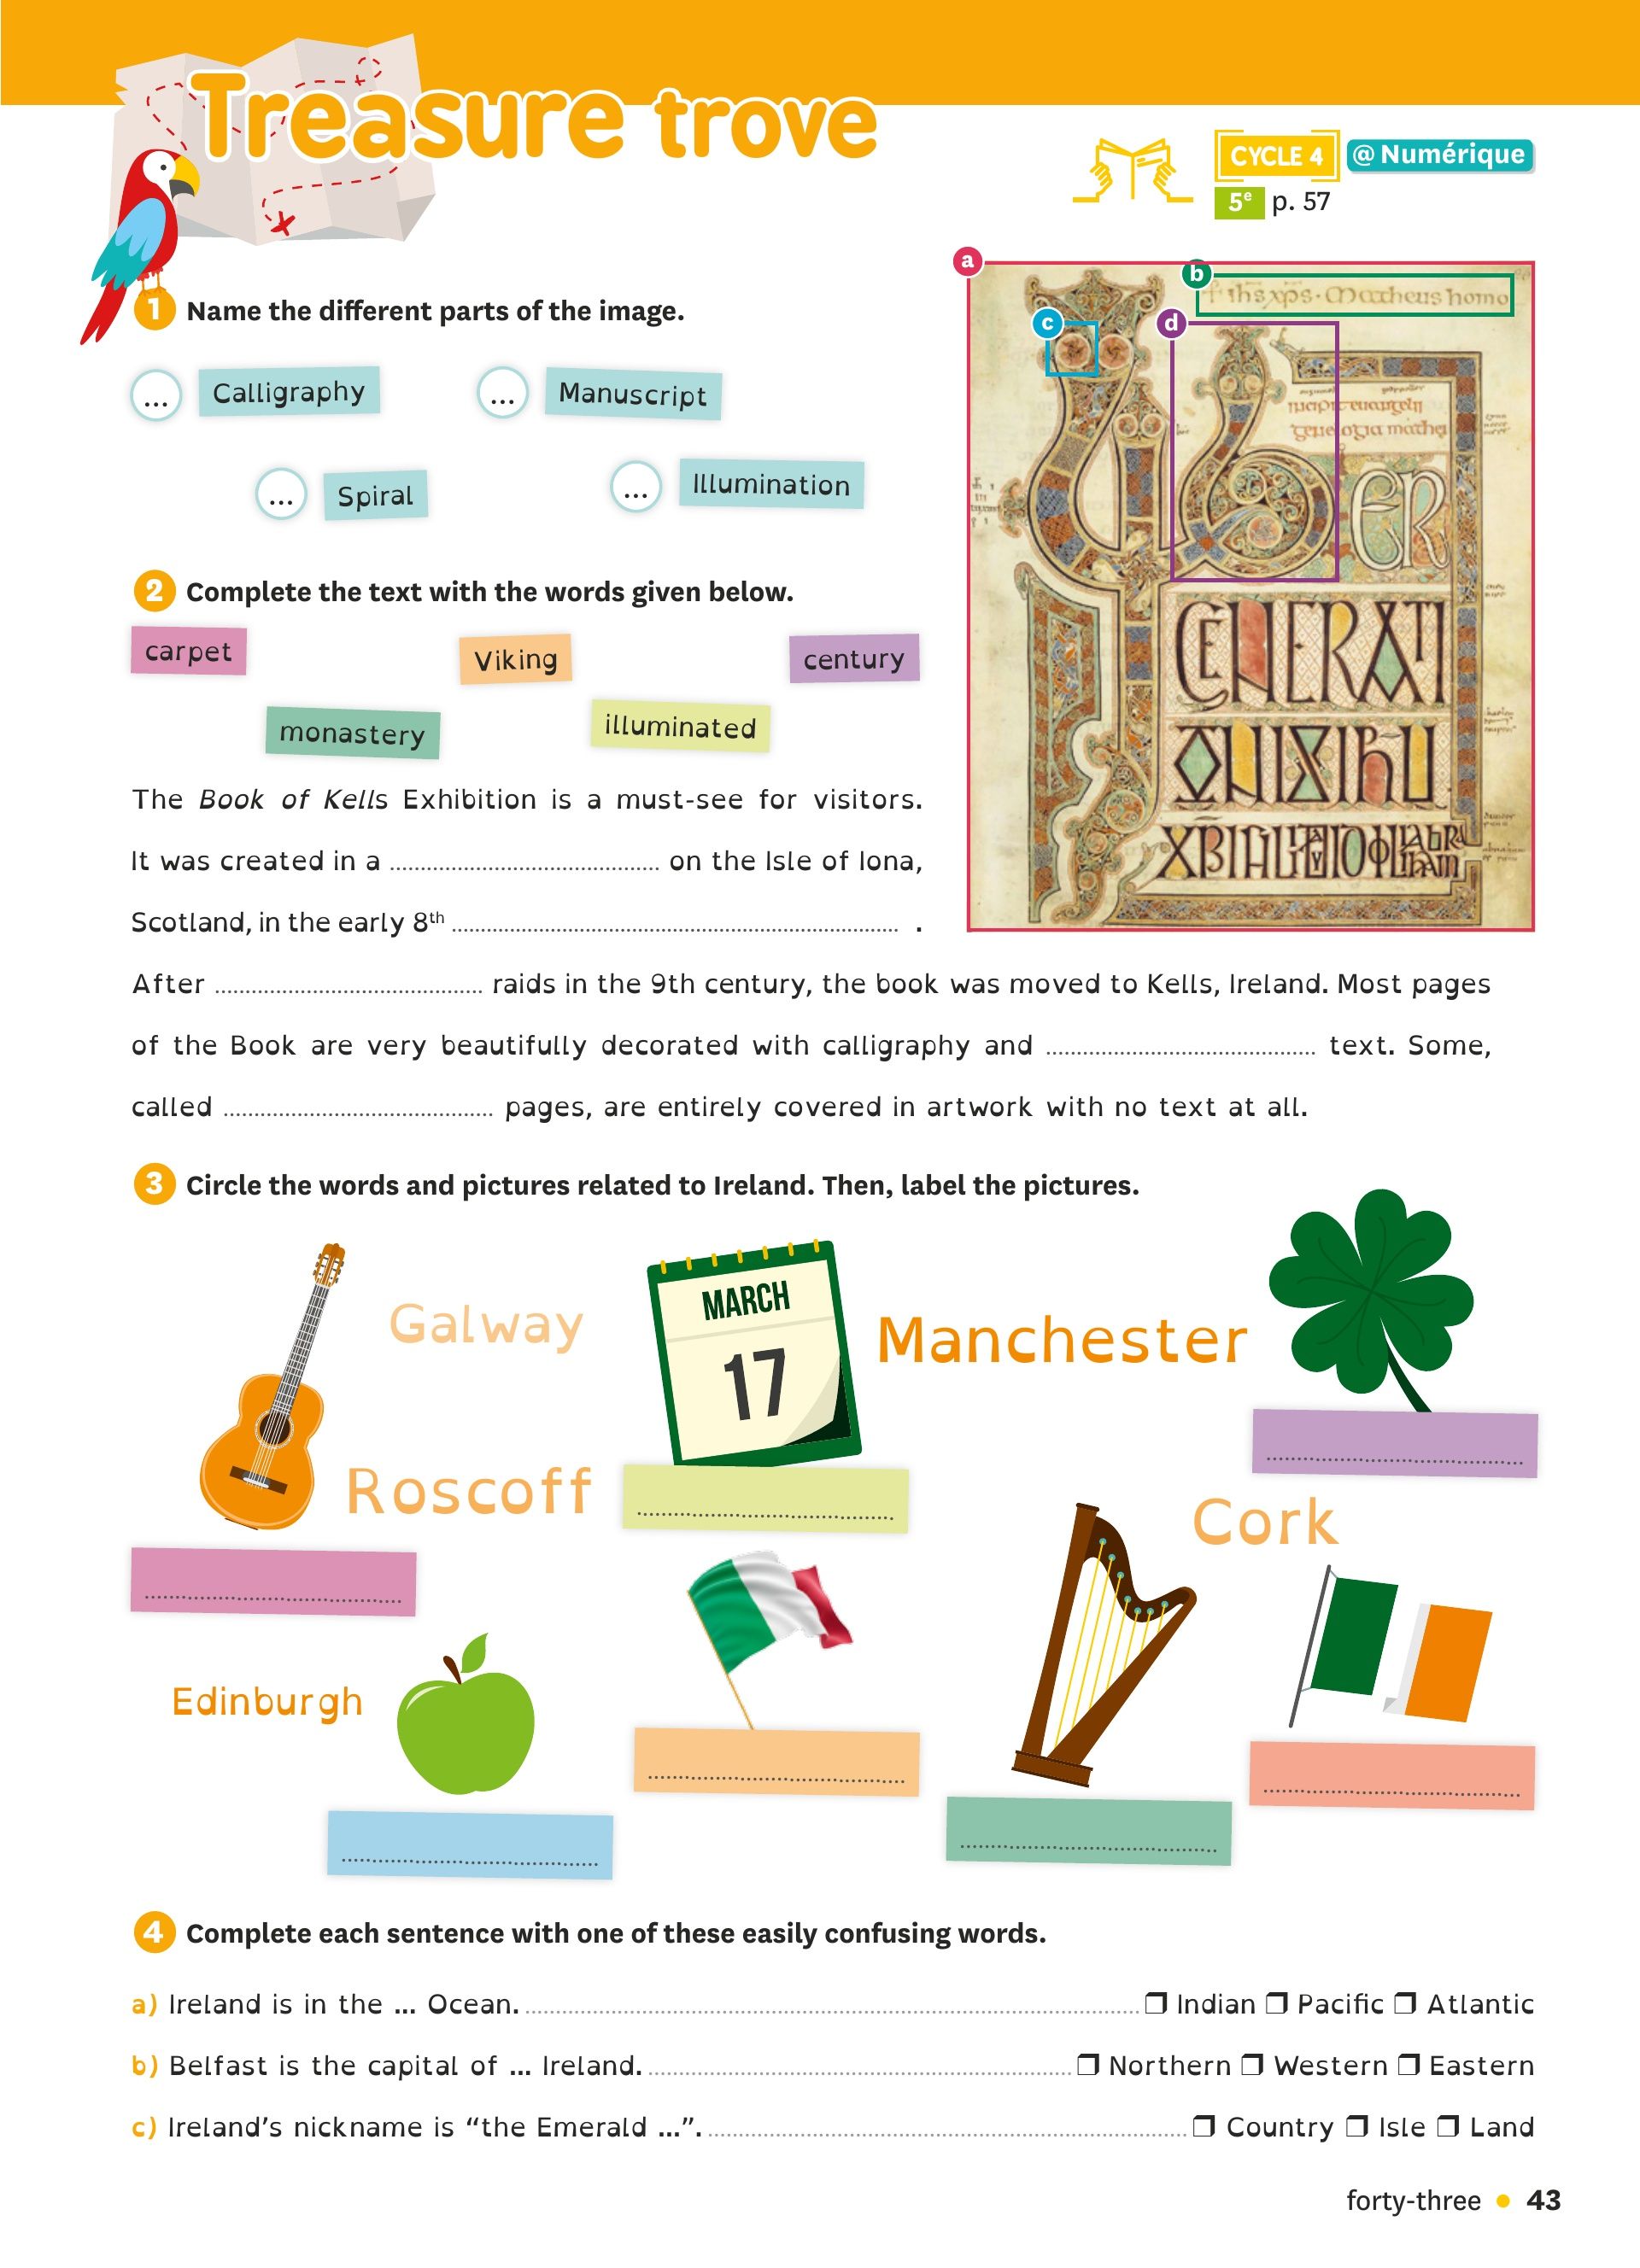 Treasure trove
CYCLE 4 @ Numérique
5e p. 57
1 Name the different parts of the image.
... Calligraphy ... Manuscript
... Spiral ... Illumination
a
b
ihs xps · Matheus homo
c
d
2 Complete the text with the words given below.
carpet Viking century
monastery illuminated
The Book of Kells Exhibition is a must-see for visitors.
It was created in a ........ on the Isle of Iona,
Scotland, in the early 8th ........ .
After ........ raids in the 9th century, the book was moved to Kells, Ireland. Most pages
of the Book are very beautifully decorated with calligraphy and ........ text. Some,
called ........ pages, are entirely covered in artwork with no text at all.
3 Circle the words and pictures related to Ireland. Then, label the pictures.
MARCH
17
Galway
Manchester
Roscoff
Cork
Edinburgh
4 Complete each sentence with one of these easily confusing words.
a) Ireland is in the ... Ocean. ........ ❒ Indian ❒ Pacific ❒ Atlantic
b) Belfast is the capital of ... Ireland. ........ ❒ Northern ❒ Western ❒ Eastern
c) Ireland's nickname is “the Emerald ...”. ........ ❒ Country ❒ Isle ❒ Land
forty-three • 43